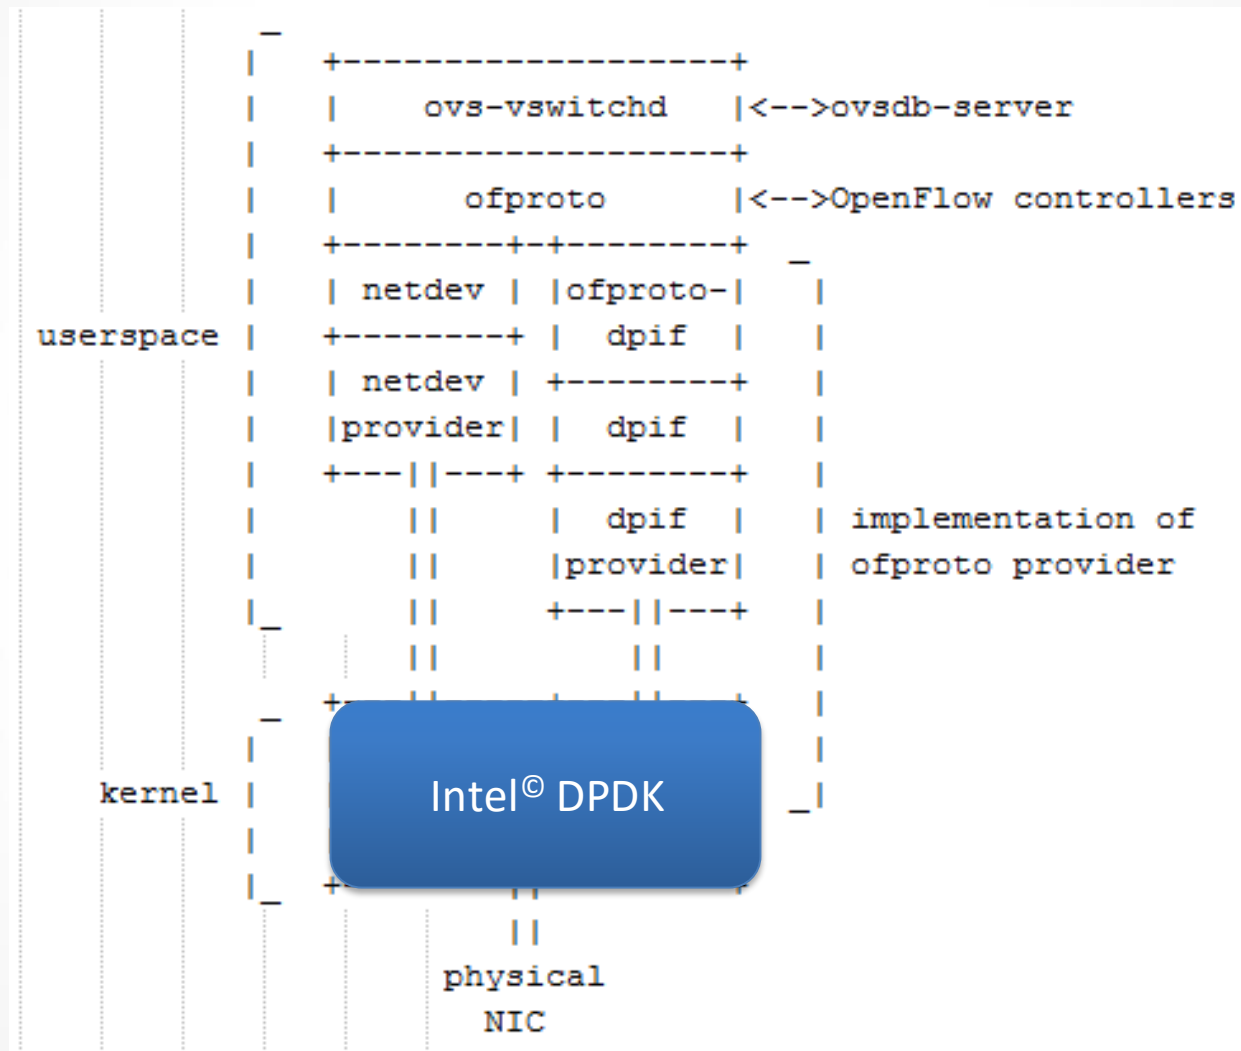 ovs-vswitchd |<-->ovsdb-server
ofproto |<-->OpenFlow controllers
netdev | |ofproto-|
userspace dpif
netdev
|provider| | dpif |
dpif implementation of
|provider| ofproto provider
kernel Intel© DPDK
physical
NIC